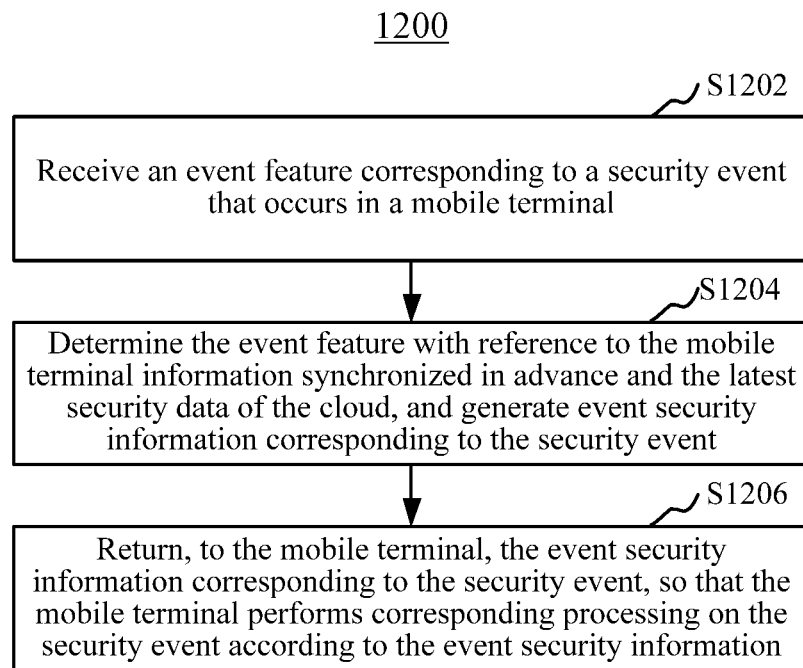 1200
S1202
Receive an event feature corresponding to a security event
that occurs in a mobile terminal
S1204
Determine the event feature with reference to the mobile
terminal information synchronized in advance and the latest
security data of the cloud, and generate event security
information corresponding to the security event
S1206
Return, to the mobile terminal, the event security
information corresponding to the security event, so that the
mobile terminal performs corresponding processing on the
security event according to the event security information